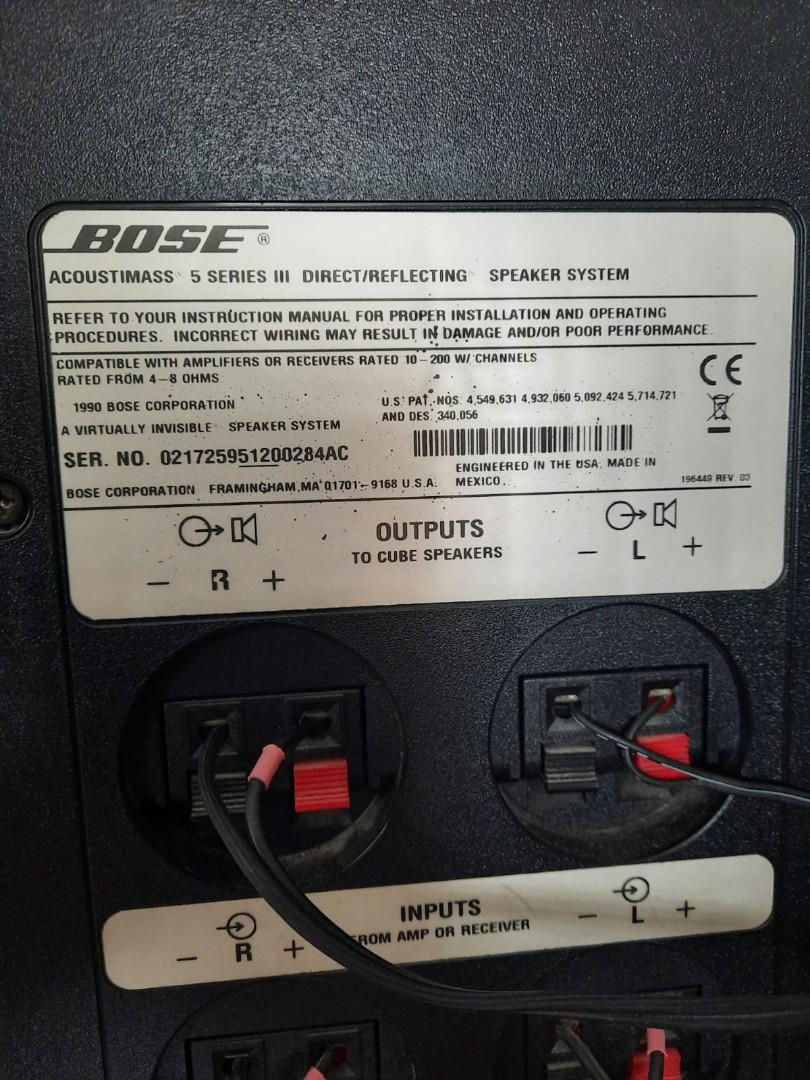 BOSE®
ACOUSTIMASS 5 SERIES III DIRECT/REFLECTING SPEAKER SYSTEM
REFER TO YOUR INSTRUCTION MANUAL FOR PROPER INSTALLATION AND OPERATING
PROCEDURES. INCORRECT WIRING MAY RESULT IN DAMAGE AND/OR POOR PERFORMANCE.
COMPATIBLE WITH AMPLIFIERS OR RECEIVERS RATED 10-200 W/CHANNELS
RATED FROM 4-8 OHMS
CE
1990 BOSE CORPORATION
U.S. PAT. NOS. 4,549,631 4,932,060 5,092,424 5,714,721
AND DES. 340,056
A VIRTUALLY INVISIBLE SPEAKER SYSTEM
SER. NO. 021725951200284AC
ENGINEERED IN THE USA, MADE IN
MEXICO.
BOSE CORPORATION FRAMINGHAM,MA 01701-9168 U.S.A.
196449 REV 03
OUTPUTS
TO CUBE SPEAKERS
- R +
- L +
INPUTS
FROM AMP OR RECEIVER
- R +
- L +